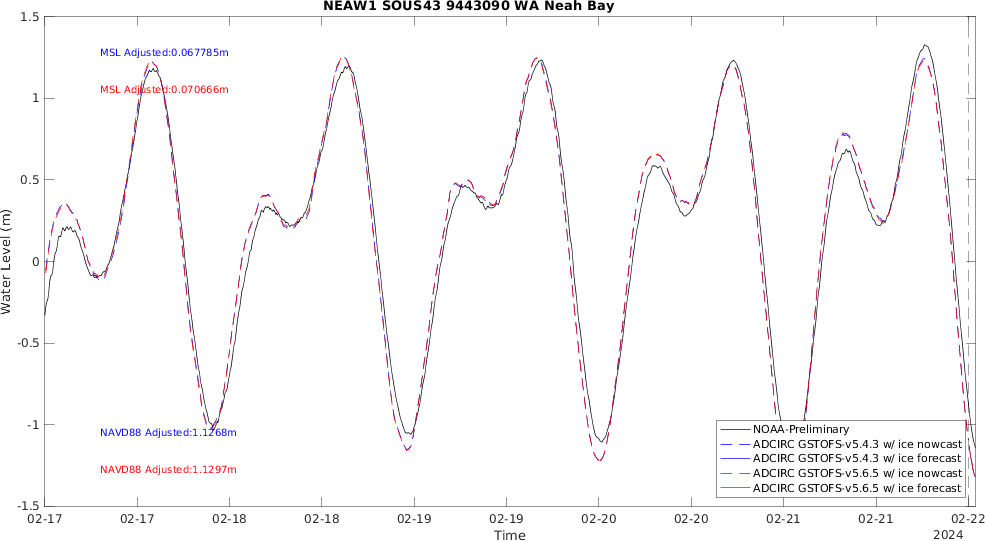 NEAW1 SOUS43 9443090 WA Neah Bay
1.5
1
0.5
0
-0.5
-1
-1.5
Water Level (m)
MSL Adjusted:0.067785m
MSL Adjusted:0.070666m
NAVD88 Adjusted:1.1268m
NAVD88 Adjusted:1.1297m
NOAA-Preliminary
ADCIRC GSTOFS-v5.4.3 w/ ice nowcast
ADCIRC GSTOFS-v5.4.3 w/ ice forecast
ADCIRC GSTOFS-v5.6.5 w/ ice nowcast
ADCIRC GSTOFS-v5.6.5 w/ ice forecast
02-17 02-17 02-18 02-18 02-19 02-19 02-20 02-20 02-21 02-21 02-22
Time
2024